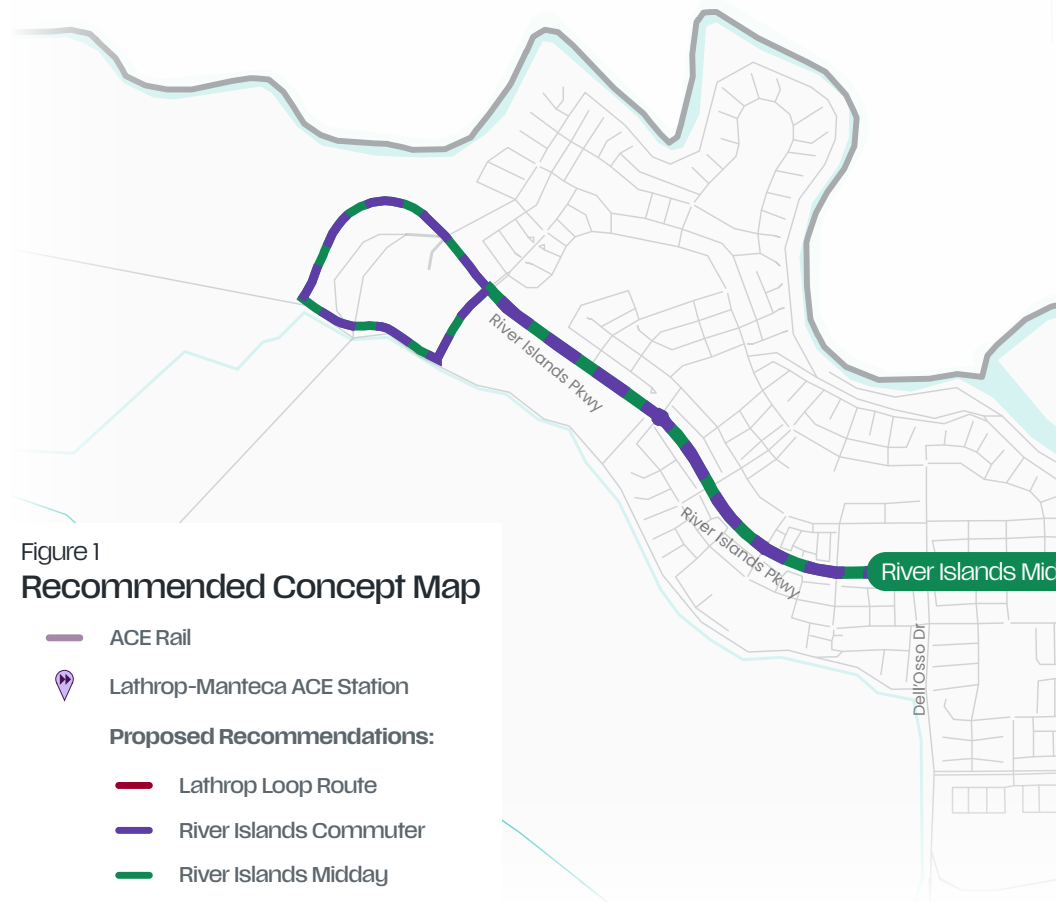 River Islands Pkwy
River Islands Pkwy
River Islands Mid
Dell'Osso Dr
Figure 1
Recommended Concept Map
ACE Rail
Lathrop-Manteca ACE Station
Proposed Recommendations:
Lathrop Loop Route
River Islands Commuter
River Islands Midday